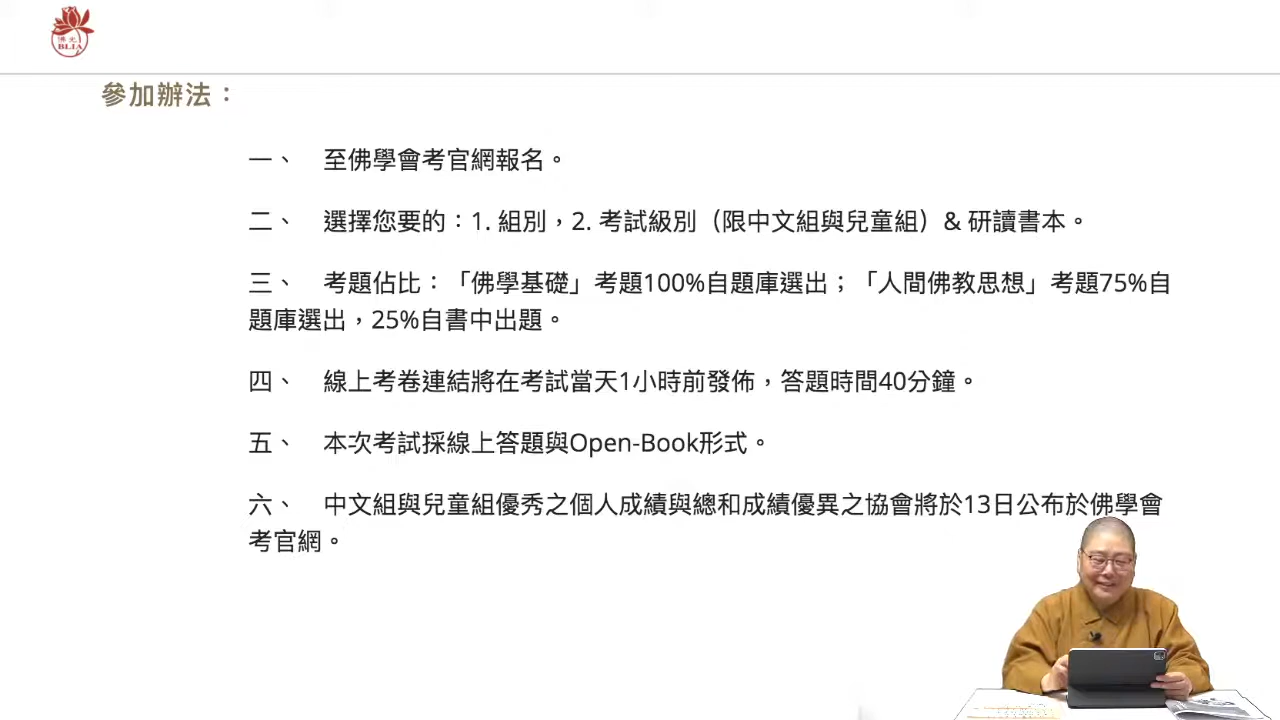 佛光
BLIA
參加辦法：
一、 至佛學會考官網報名。
二、 選擇您要的：1. 組別，2. 考試級別（限中文組與兒童組）& 研讀書本。
三、 考題佔比：「佛學基礎」考題100%自題庫選出；「人間佛教思想」考題75%自
題庫選出，25%自書中出題。
四、 線上考卷連結將在考試當天1小時前發佈，答題時間40分鐘。
五、 本次考試採線上答題與Open-Book形式。
六、 中文組與兒童組優秀之個人成績與總和成績優異之協會將於13日公布於佛學會
考官網。